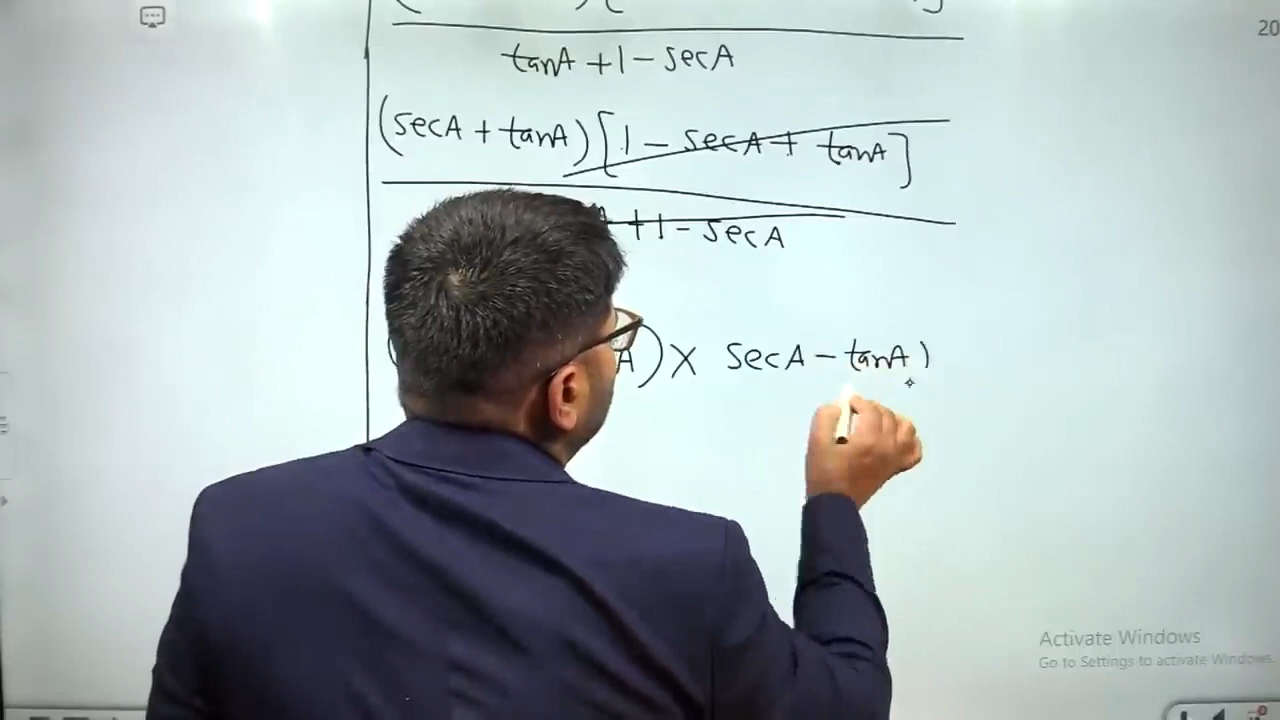 20
tanA + 1 - secA
(secA + tanA) [1 - secA + tanA]
+ 1 - secA
A) X secA - tanA)
Activate Windows
Go to Settings to activate Windows.